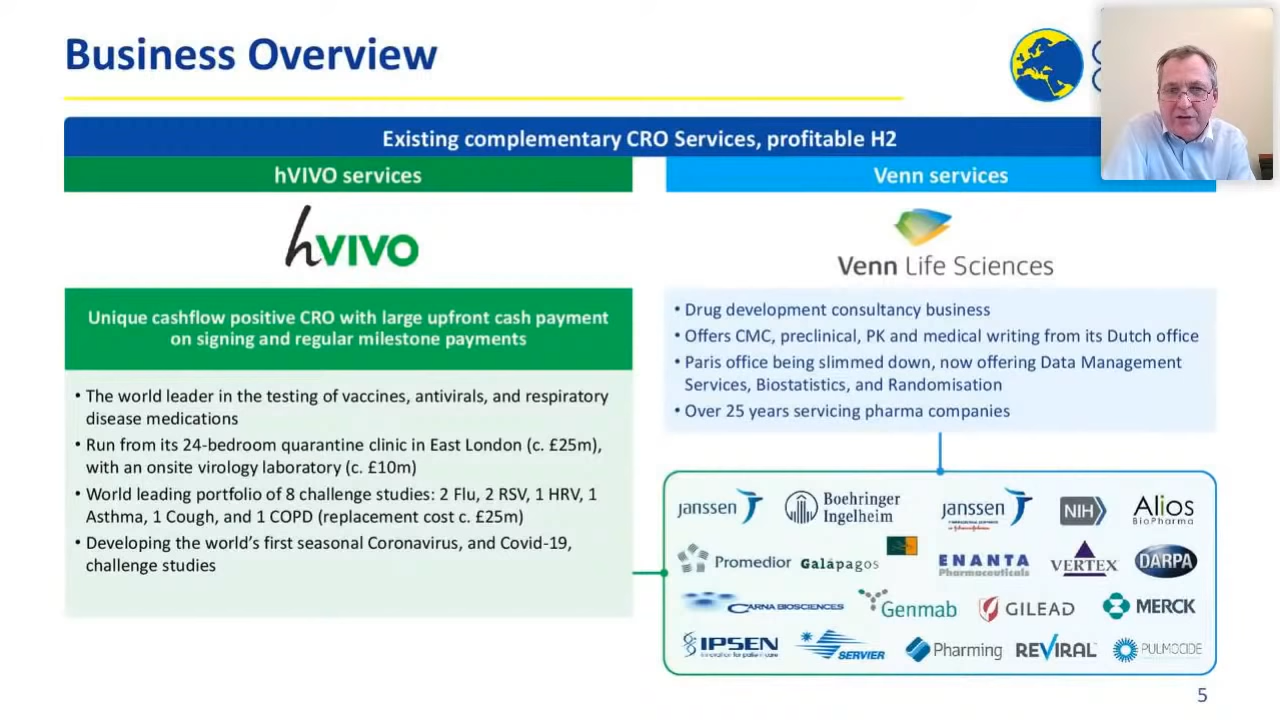 Business Overview
Existing complementary CRO Services, profitable H2
hVIVO services
hVIVO
Unique cashflow positive CRO with large upfront cash payment
on signing and regular milestone payments
• The world leader in the testing of vaccines, antivirals, and respiratory
disease medications
• Run from its 24-bedroom quarantine clinic in East London (c. £25m),
with an onsite virology laboratory (c. £10m)
• World leading portfolio of 8 challenge studies: 2 Flu, 2 RSV, 1 HRV, 1
Asthma, 1 Cough, and 1 COPD (replacement cost c. £25m)
• Developing the world’s first seasonal Coronavirus, and Covid-19,
challenge studies
Venn services
Venn Life Sciences
• Drug development consultancy business
• Offers CMC, preclinical, PK and medical writing from its Dutch office
• Paris office being slimmed down, now offering Data Management
Services, Biostatistics, and Randomisation
• Over 25 years servicing pharma companies
janssen
Boehringer
Ingelheim
janssen
NIH
Alios
BioPharma
Promedior
Galápagos
ENANTA
Pharmaceuticals
VERTEX
DARPA
CARNA BIOSCIENCES
Genmab
GILEAD
MERCK
IPSEN
Innovation for patient care
SERVIER
Pharming
REVIRAL
PULMOCIDE
5